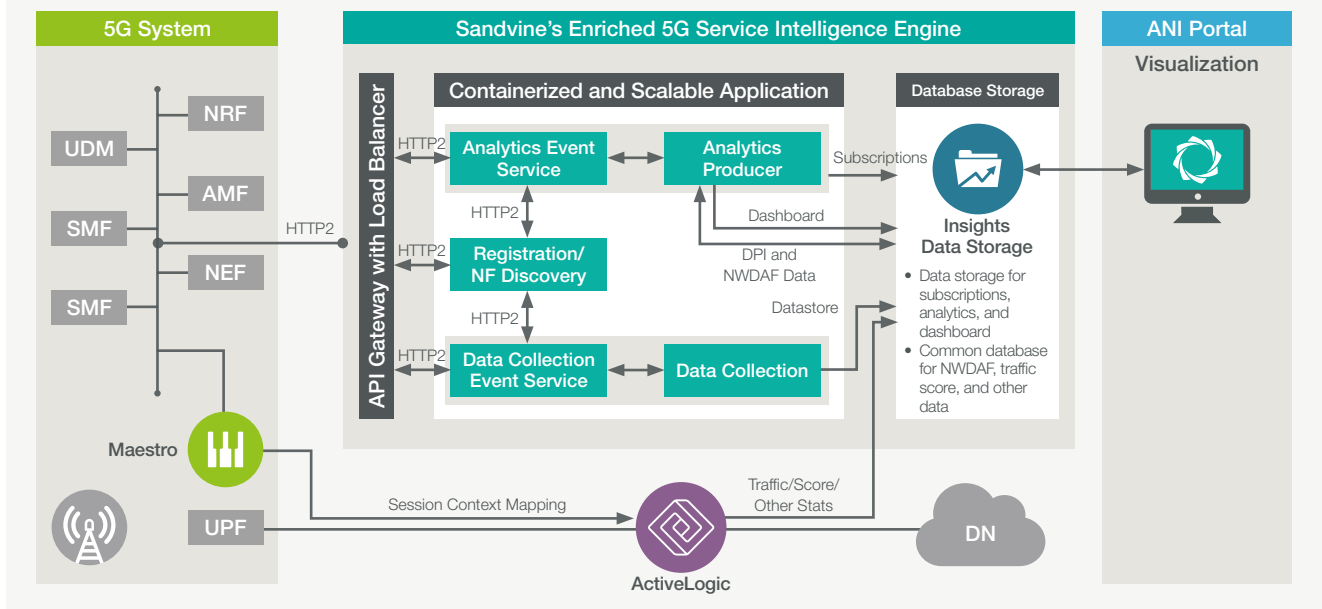 5G System
Sandvine's Enriched 5G Service Intelligence Engine
ANI Portal
Visualization
NRF
UDM
AMF
SMF
NEF
SMF
HTTP2
Maestro
UPF
API Gateway with Load Balancer
Containerized and Scalable Application
HTTP2
Analytics Event
Service
Analytics
Producer
HTTP2
HTTP2
Registration/
NF Discovery
HTTP2
HTTP2
Data Collection
Event Service
Data Collection
Subscriptions
Dashboard
DPI and
NWDAF Data
Datastore
Database Storage
Insights
Data Storage
• Data storage for
subscriptions,
analytics, and
dashboard
• Common database
for NWDAF, traffic
score, and other
data
Session Context Mapping
ActiveLogic
Traffic/Score/
Other Stats
DN